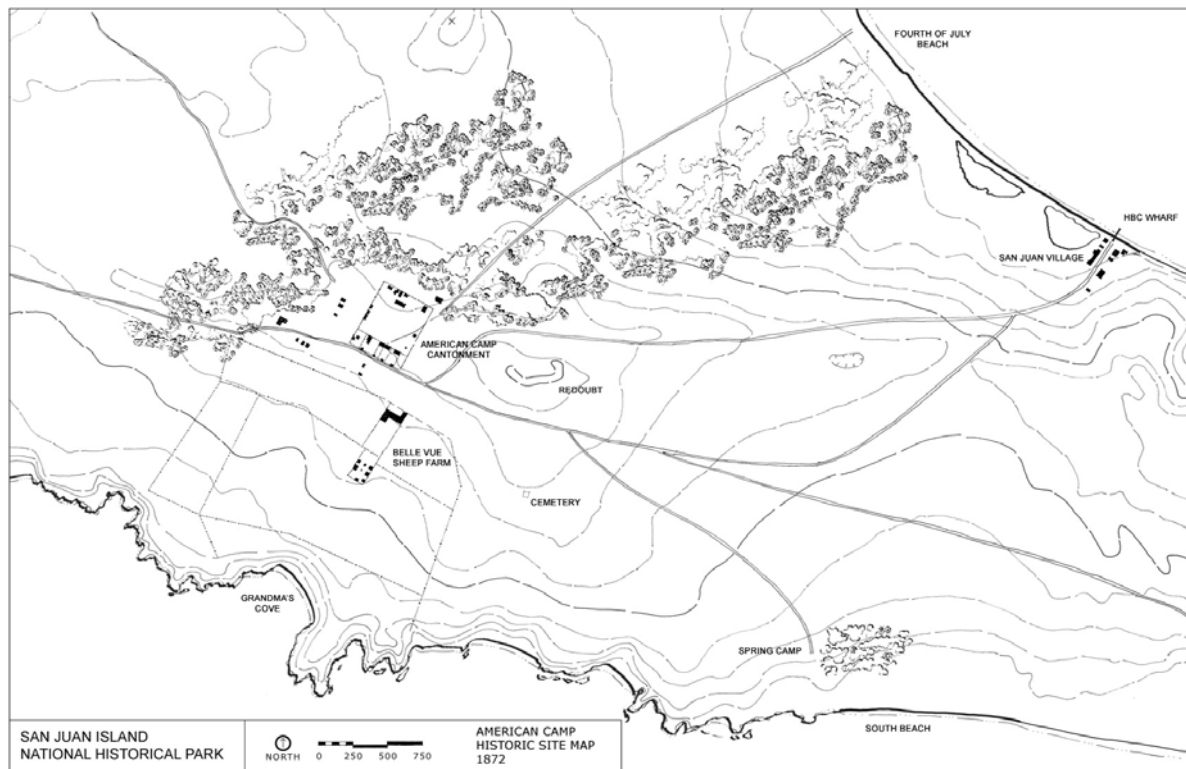 FOURTH OF JULY
BEACH
HBC WHARF
SAN JUAN VILLAGE
AMERICAN CAMP
CANTONMENT
REDOUBT
BELLE VUE
SHEEP FARM
CEMETERY
GRANDMA'S
COVE
SPRING CAMP
SOUTH BEACH
SAN JUAN ISLAND
NATIONAL HISTORICAL PARK
NORTH
0 250 500 750
AMERICAN CAMP
HISTORIC SITE MAP
1872